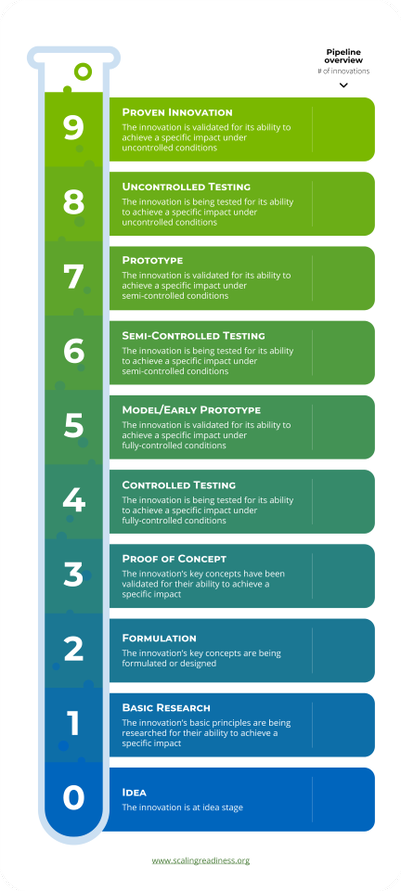 Pipeline
overview
# of innovations
9
PROVEN INNOVATION
The innovation is validated for its ability to
achieve a specific impact under
uncontrolled conditions
8
UNCONTROLLED TESTING
The innovation is being tested for its ability
to achieve a specific impact under
uncontrolled conditions
7
PROTOTYPE
The innovation is validated for its ability to
achieve a specific impact under
semi-controlled conditions
6
SEMI-CONTROLLED TESTING
The innovation is being tested for its ability
to achieve a specific impact under
semi-controlled conditions
5
MODEL/EARLY PROTOTYPE
The innovation is validated for its ability to
achieve a specific impact under
fully-controlled conditions
4
CONTROLLED TESTING
The innovation is being tested for its ability
to achieve a specific impact under
fully-controlled conditions
3
PROOF OF CONCEPT
The innovation's key concepts have been
validated for their ability to achieve a
specific impact
2
FORMULATION
The innovation's key concepts are being
formulated or designed
1
BASIC RESEARCH
The innovation's basic principles are being
researched for their ability to achieve a
specific impact
0
IDEA
The innovation is at idea stage
www.scalingreadiness.org